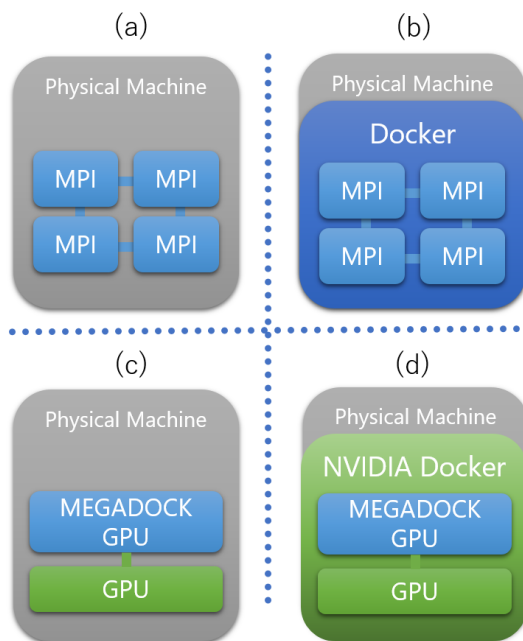 (a)
Physical Machine
MPI MPI
MPI MPI
(b)
Physical Machine
Docker
MPI MPI
MPI MPI
(c)
Physical Machine
MEGADOCK
GPU
GPU
(d)
Physical Machine
NVIDIA Docker
MEGADOCK
GPU
GPU